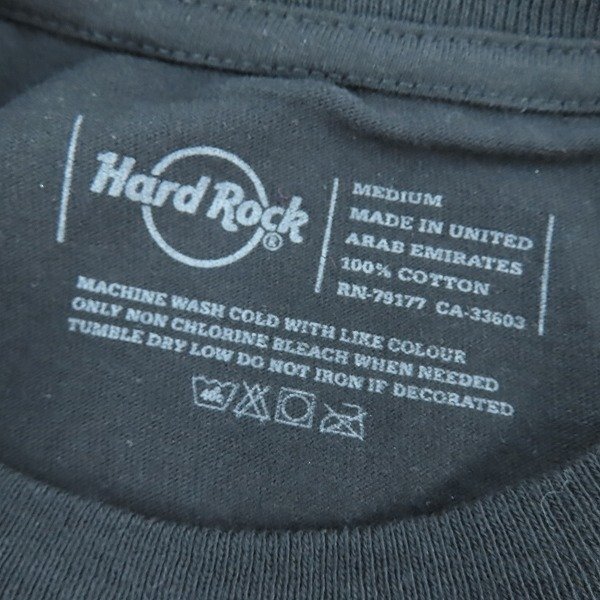 Hard Rock
®
MEDIUM
MADE IN UNITED
ARAB EMIRATES
100% COTTON
RN-79177 CA-33603
MACHINE WASH COLD WITH LIKE COLOUR
ONLY NON CHLORINE BLEACH WHEN NEEDED
TUMBLE DRY LOW DO NOT IRON IF DECORATED